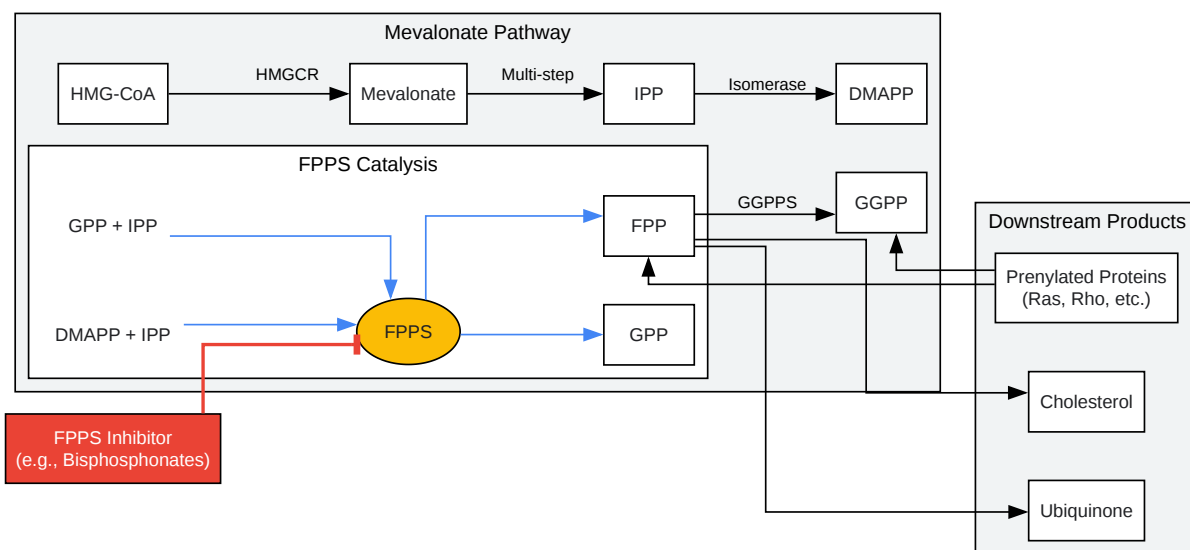 Mevalonate Pathway
HMG-CoA
HMGCR
Mevalonate
Multi-step
IPP
Isomerase
DMAPP
FPPS Catalysis
GPP + IPP
FPP
GGPPS
GGPP
DMAPP + IPP
FPPS
GPP
Downstream Products
Prenylated Proteins
(Ras, Rho, etc.)
Cholesterol
Ubiquinone
FPPS Inhibitor
(e.g., Bisphosphonates)